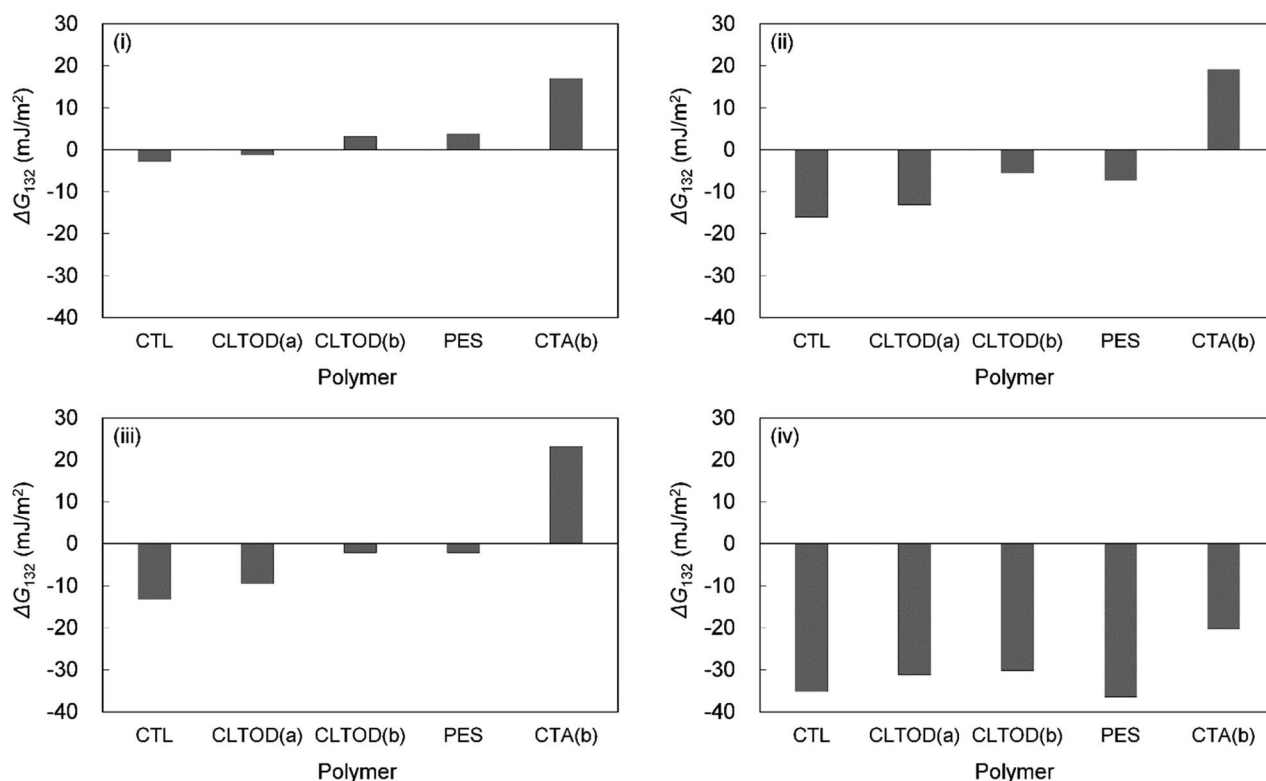 (i)
30
20
10
0
-10
-20
-30
-40
ΔG132 (mJ/m²)
CTL CLTOD(a) CLTOD(b) PES CTA(b)
Polymer
(ii)
30
20
10
0
-10
-20
-30
-40
ΔG132 (mJ/m²)
CTL CLTOD(a) CLTOD(b) PES CTA(b)
Polymer
(iii)
30
20
10
0
-10
-20
-30
-40
ΔG132 (mJ/m²)
CTL CLTOD(a) CLTOD(b) PES CTA(b)
Polymer
(iv)
30
20
10
0
-10
-20
-30
-40
ΔG132 (mJ/m²)
CTL CLTOD(a) CLTOD(b) PES CTA(b)
Polymer